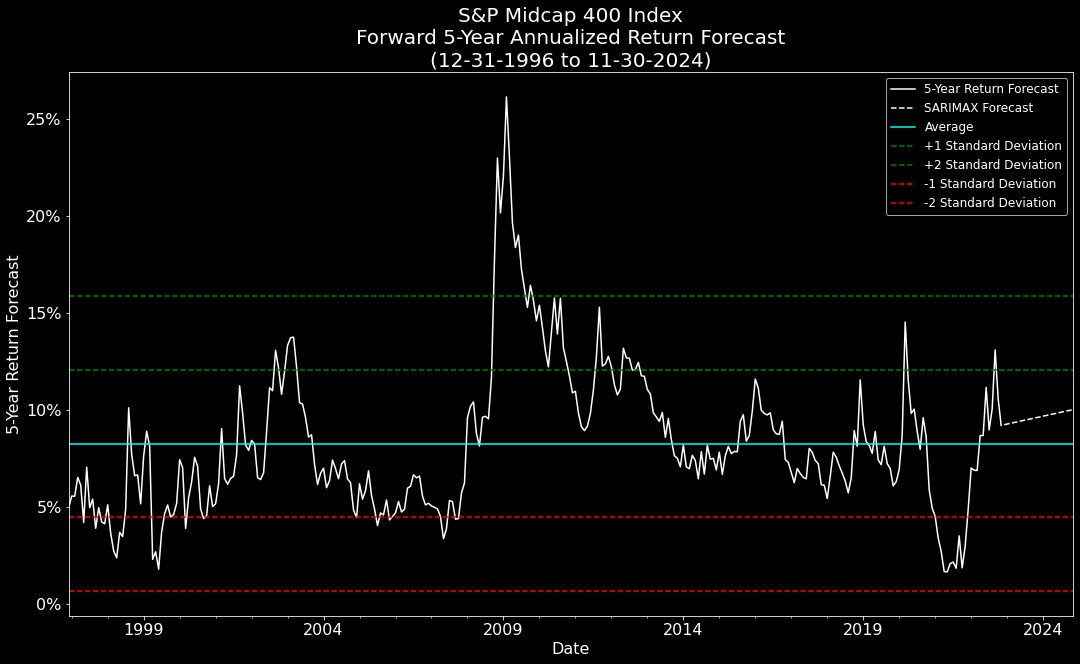 S&P Midcap 400 Index
Forward 5-Year Annualized Return Forecast
(12-31-1996 to 11-30-2024)
5-Year Return Forecast
SARIMAX Forecast
Average
+1 Standard Deviation
+2 Standard Deviation
-1 Standard Deviation
-2 Standard Deviation
5-Year Return Forecast
25%
20%
15%
10%
5%
0%
1999
2004
2009
2014
2019
2024
Date